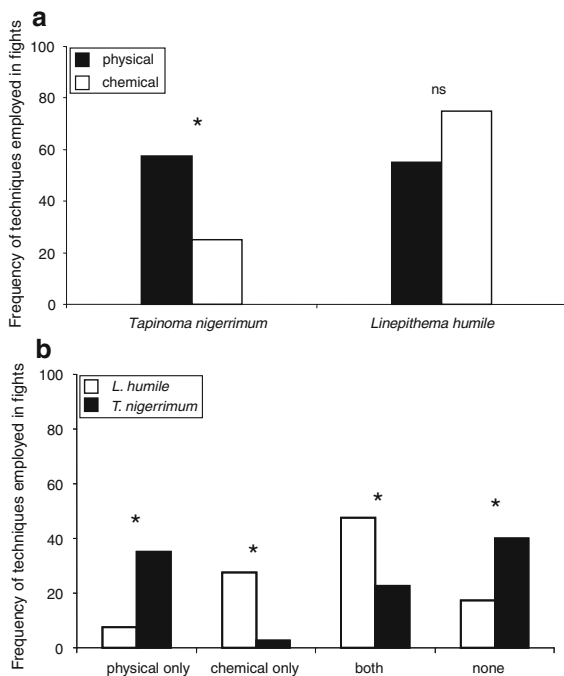 a
Frequency of techniques employed in fights
100
80
60
40
20
0
physical
chemical
*
ns
Tapinoma nigerrimum
Linepithema humile
b
Frequency of techniques employed in fights
100
80
60
40
20
0
L. humile
T. nigerrimum
*
*
*
*
physical only
chemical only
both
none